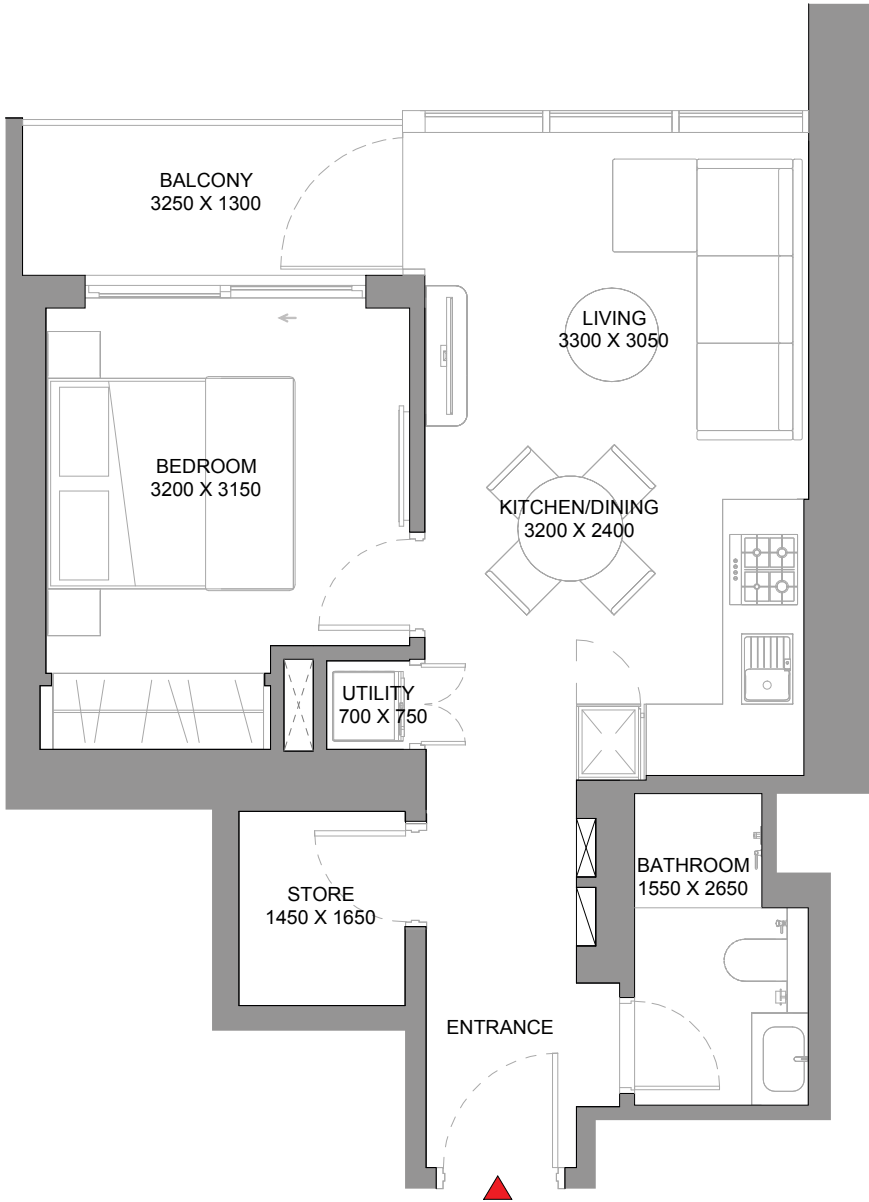 BALCONY
3250 X 1300
LIVING
3300 X 3050
BEDROOM
3200 X 3150
KITCHEN/DINING
3200 X 2400
UTILITY
700 X 750
STORE
1450 X 1650
BATHROOM
1550 X 2650
ENTRANCE